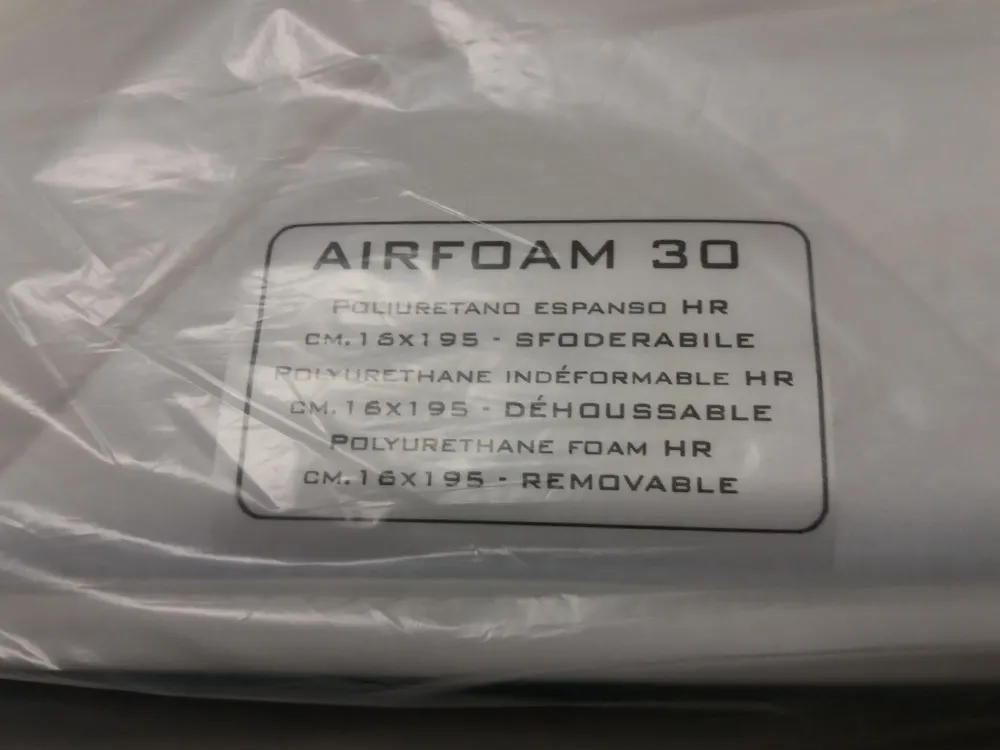 AIRFOAM 30
POLIURETANO ESPANSO HR
CM.16X195 - SFODERABILE
POLYURETHANE INDÉFORMABLE HR
CM.16X195 - DÉHOUSSABLE
POLYURETHANE FOAM HR
CM.16X195 - REMOVABLE